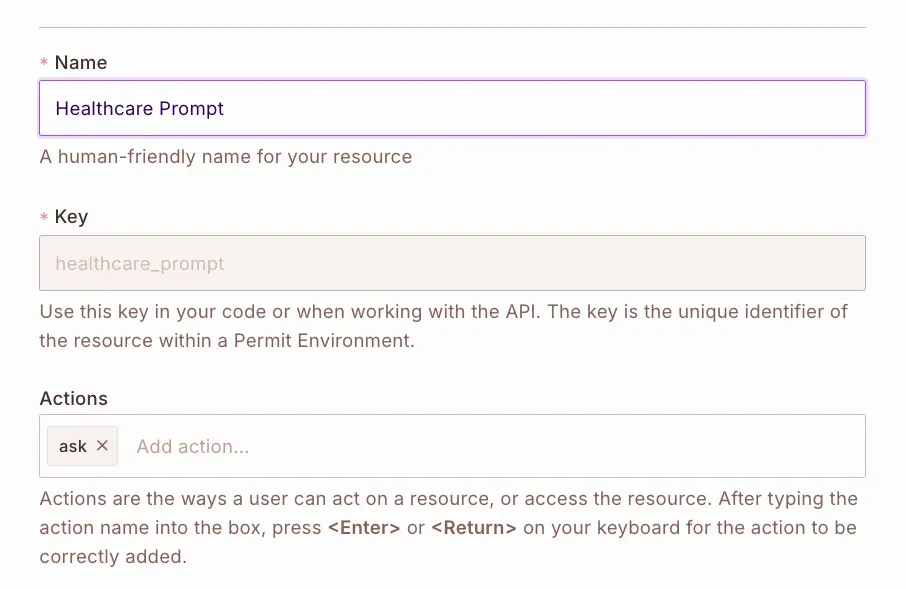 * Name
Healthcare Prompt
A human-friendly name for your resource
* Key
healthcare_prompt
Use this key in your code or when working with the API. The key is the unique identifier of
the resource within a Permit Environment.
Actions
ask × Add action...
Actions are the ways a user can act on a resource, or access the resource. After typing the
action name into the box, press <Enter> or <Return> on your keyboard for the action to be
correctly added.